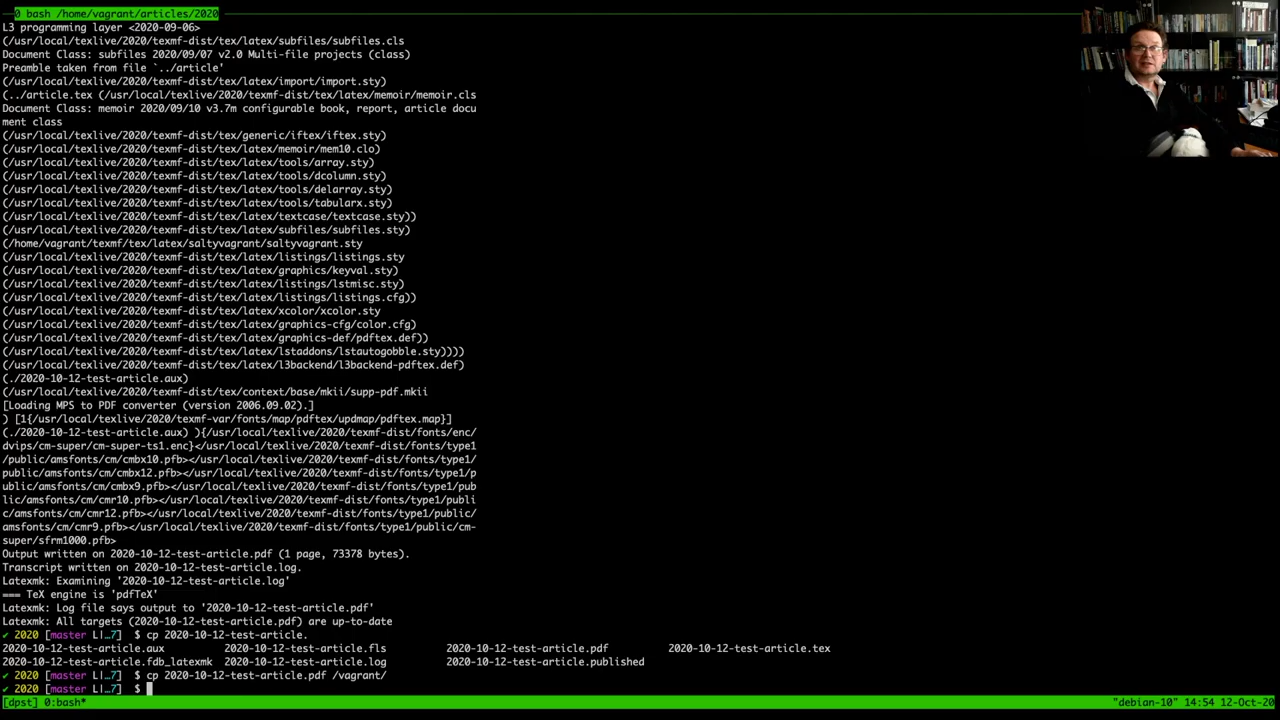 0 bash /home/vagrant/articles/2020
L3 programming layer <2020-09-06>
(/usr/local/texlive/2020/texmf-dist/tex/latex/subfiles/subfiles.cls
Document Class: subfiles 2020/09/07 v2.0 Multi-file projects (class)
Preamble taken from file `../article'
(/usr/local/texlive/2020/texmf-dist/tex/latex/import/import.sty)
(../article.tex (/usr/local/texlive/2020/texmf-dist/tex/latex/memoir/memoir.cls
Document Class: memoir 2020/09/10 v3.7m configurable book, report, article docu
ment class
(/usr/local/texlive/2020/texmf-dist/tex/generic/iftex/iftex.sty)
(/usr/local/texlive/2020/texmf-dist/tex/latex/memoir/mem10.clo)
(/usr/local/texlive/2020/texmf-dist/tex/latex/tools/array.sty)
(/usr/local/texlive/2020/texmf-dist/tex/latex/tools/dcolumn.sty)
(/usr/local/texlive/2020/texmf-dist/tex/latex/tools/delarray.sty)
(/usr/local/texlive/2020/texmf-dist/tex/latex/tools/tabularx.sty)
(/usr/local/texlive/2020/texmf-dist/tex/latex/textcase/textcase.sty))
(/usr/local/texlive/2020/texmf-dist/tex/latex/subfiles/subfiles.sty)
(/home/vagrant/texmf/tex/latex/saltyvagrant/saltyvagrant.sty
(/usr/local/texlive/2020/texmf-dist/tex/latex/listings/listings.sty
(/usr/local/texlive/2020/texmf-dist/tex/latex/graphics/keyval.sty)
(/usr/local/texlive/2020/texmf-dist/tex/latex/listings/lstmisc.sty)
(/usr/local/texlive/2020/texmf-dist/tex/latex/listings/listings.cfg))
(/usr/local/texlive/2020/texmf-dist/tex/latex/xcolor/xcolor.sty
(/usr/local/texlive/2020/texmf-dist/tex/latex/graphics-cfg/color.cfg)
(/usr/local/texlive/2020/texmf-dist/tex/latex/graphics-def/pdftex.def))
(/usr/local/texlive/2020/texmf-dist/tex/latex/lstaddons/lstautogobble.sty))))
(/usr/local/texlive/2020/texmf-dist/tex/latex/l3backend/l3backend-pdftex.def)
(./2020-10-12-test-article.aux)
(/usr/local/texlive/2020/texmf-dist/tex/context/base/mkii/supp-pdf.mkii
[Loading MPS to PDF converter (version 2006.09.02).]
) [1{/usr/local/texlive/2020/texmf-var/fonts/map/pdftex/updmap/pdftex.map}]
(./2020-10-12-test-article.aux) ){/usr/local/texlive/2020/texmf-dist/fonts/enc/
dvips/cm-super/cm-super-ts1.enc}</usr/local/texlive/2020/texmf-dist/fonts/type1
/public/amsfonts/cm/cmbx10.pfb></usr/local/texlive/2020/texmf-dist/fonts/type1/p
ublic/amsfonts/cm/cmbx12.pfb></usr/local/texlive/2020/texmf-dist/fonts/type1/p
ublic/amsfonts/cm/cmbx9.pfb></usr/local/texlive/2020/texmf-dist/fonts/type1/pub
lic/amsfonts/cm/cmr10.pfb></usr/local/texlive/2020/texmf-dist/fonts/type1/publi
c/amsfonts/cm/cmr12.pfb></usr/local/texlive/2020/texmf-dist/fonts/type1/public/
amsfonts/cm/cmr9.pfb></usr/local/texlive/2020/texmf-dist/fonts/type1/public/cm-
super/sfrm1000.pfb>
Output written on 2020-10-12-test-article.pdf (1 page, 73378 bytes).
Transcript written on 2020-10-12-test-article.log.
Latexmk: Examining '2020-10-12-test-article.log'
=== TeX engine is 'pdfTeX'
Latexmk: Log file says output to '2020-10-12-test-article.pdf'
Latexmk: All targets (2020-10-12-test-article.pdf) are up-to-date
✔ 2020 [master L|…7]  $ cp 2020-10-12-test-article.
2020-10-12-test-article.aux 2020-10-12-test-article.fls 2020-10-12-test-article.pdf 2020-10-12-test-article.tex
2020-10-12-test-article.fdb_latexmk 2020-10-12-test-article.log 2020-10-12-test-article.published
✔ 2020 [master L|…7]  $ cp 2020-10-12-test-article.pdf /vagrant/
✔ 2020 [master L|…7]  $
[dpst] 0:bash* "debian-10" 14:54 12-Oct-20